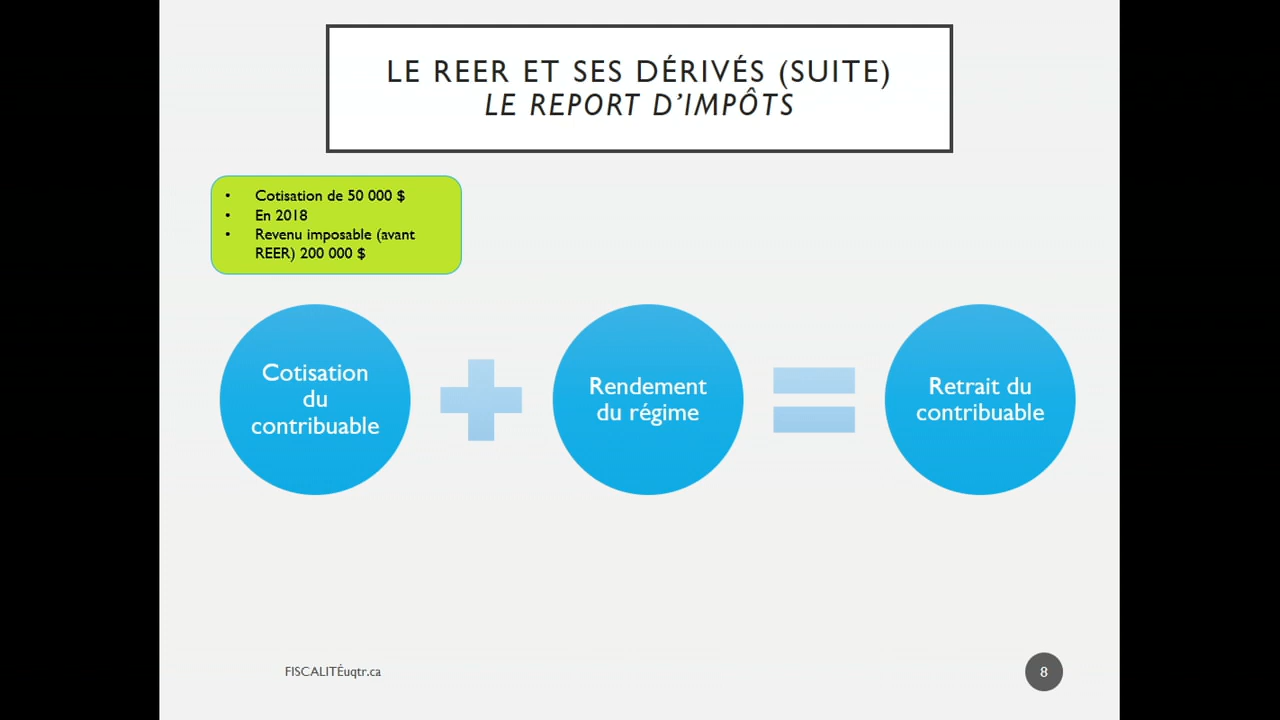 LE REER ET SES DÉRIVÉS (SUITE)
LE REPORT D’IMPÔTS
• Cotisation de 50 000 $
• En 2018
• Revenu imposable (avant
REER) 200 000 $
Cotisation
du
contribuable
Rendement
du régime
Retrait du
contribuable
FISCALITÉuqtr.ca
8